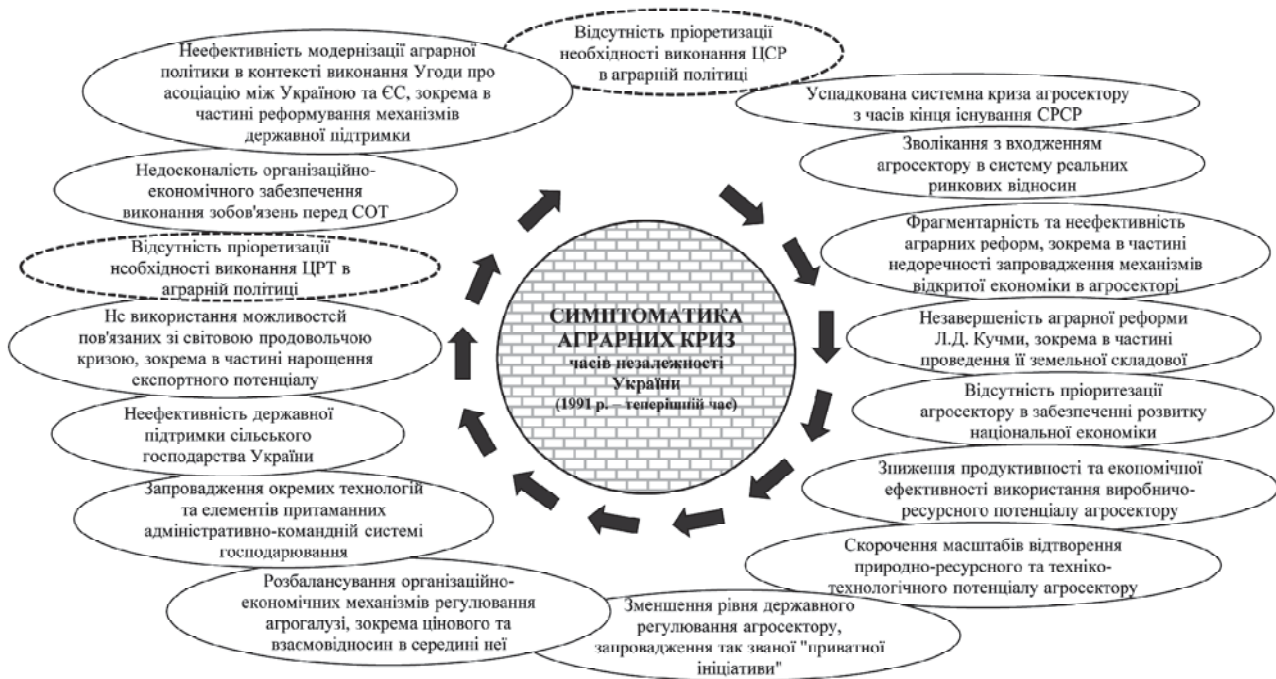 Відсутність пріоретизації
необхідності виконання ЦСР
в аграрній політиці
Успадкована системна криза агросектору
з часів кінця існування СРСР
Зволікання з входженням
агросектору в систему реальних
ринкових відносин
Фрагментарність та неефективність
аграрних реформ, зокрема в частині
недоречності запровадження механізмів
відкритої економіки в агросекторі
Незавершеність аграрної реформи
Л.Д. Кучми, зокрема в частині
проведення її земельної складової
Відсутність пріоритезації
агросектору в забезпеченні розвитку
національної економіки
Зниження продуктивності та економічної
ефективності використання виробничо-
ресурсного потенціалу агросектору
Скорочення масштабів відтворення
природно-ресурсного та техніко-
технологічного потенціалу агросектору
Зменшення рівня державного
регулювання агросектору,
запровадження так званої "приватної
ініціативи"
Розбалансування організаційно-
економічних механізмів регулювання
агрогалузі, зокрема цінового та
взаємовідносин в середині неї
Запровадження окремих технологій
та елементів притаманних
адміністративно-командній системі
господарювання
Неефективність державної
підтримки сільського
господарства України
Не використання можливостей
пов'язаних зі світовою продовольчою
кризою, зокрема в частині нарощення
експортного потенціалу
Відсутність пріоретизації
необхідності виконання ЦРТ в
аграрній політиці
Недосконалість організаційно-
економічного забезпечення
виконання зобов'язань перед СОТ
Неефективність модернізації аграрної
політики в контексті виконання Угоди про
асоціацію між Україною та ЄС, зокрема в
частині реформування механізмів
державної підтримки
СИМПТОМАТИКА
АГРАРНИХ КРИЗ
часів незалежності
України
(1991 р. – теперішній час)